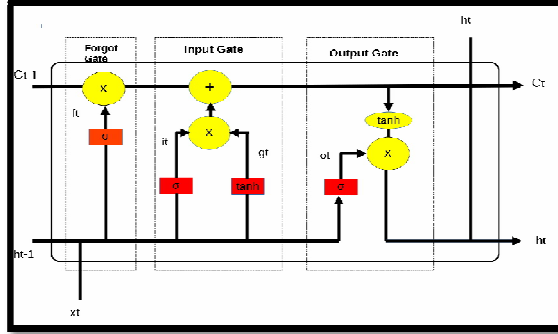 ht
Forgot
Gate
Input Gate
Output Gate
Ct-1
x
+
Ct
ft
tanh
it
x
gt
ot
x
σ
σ
tanh
σ
ht-1
ht
xt